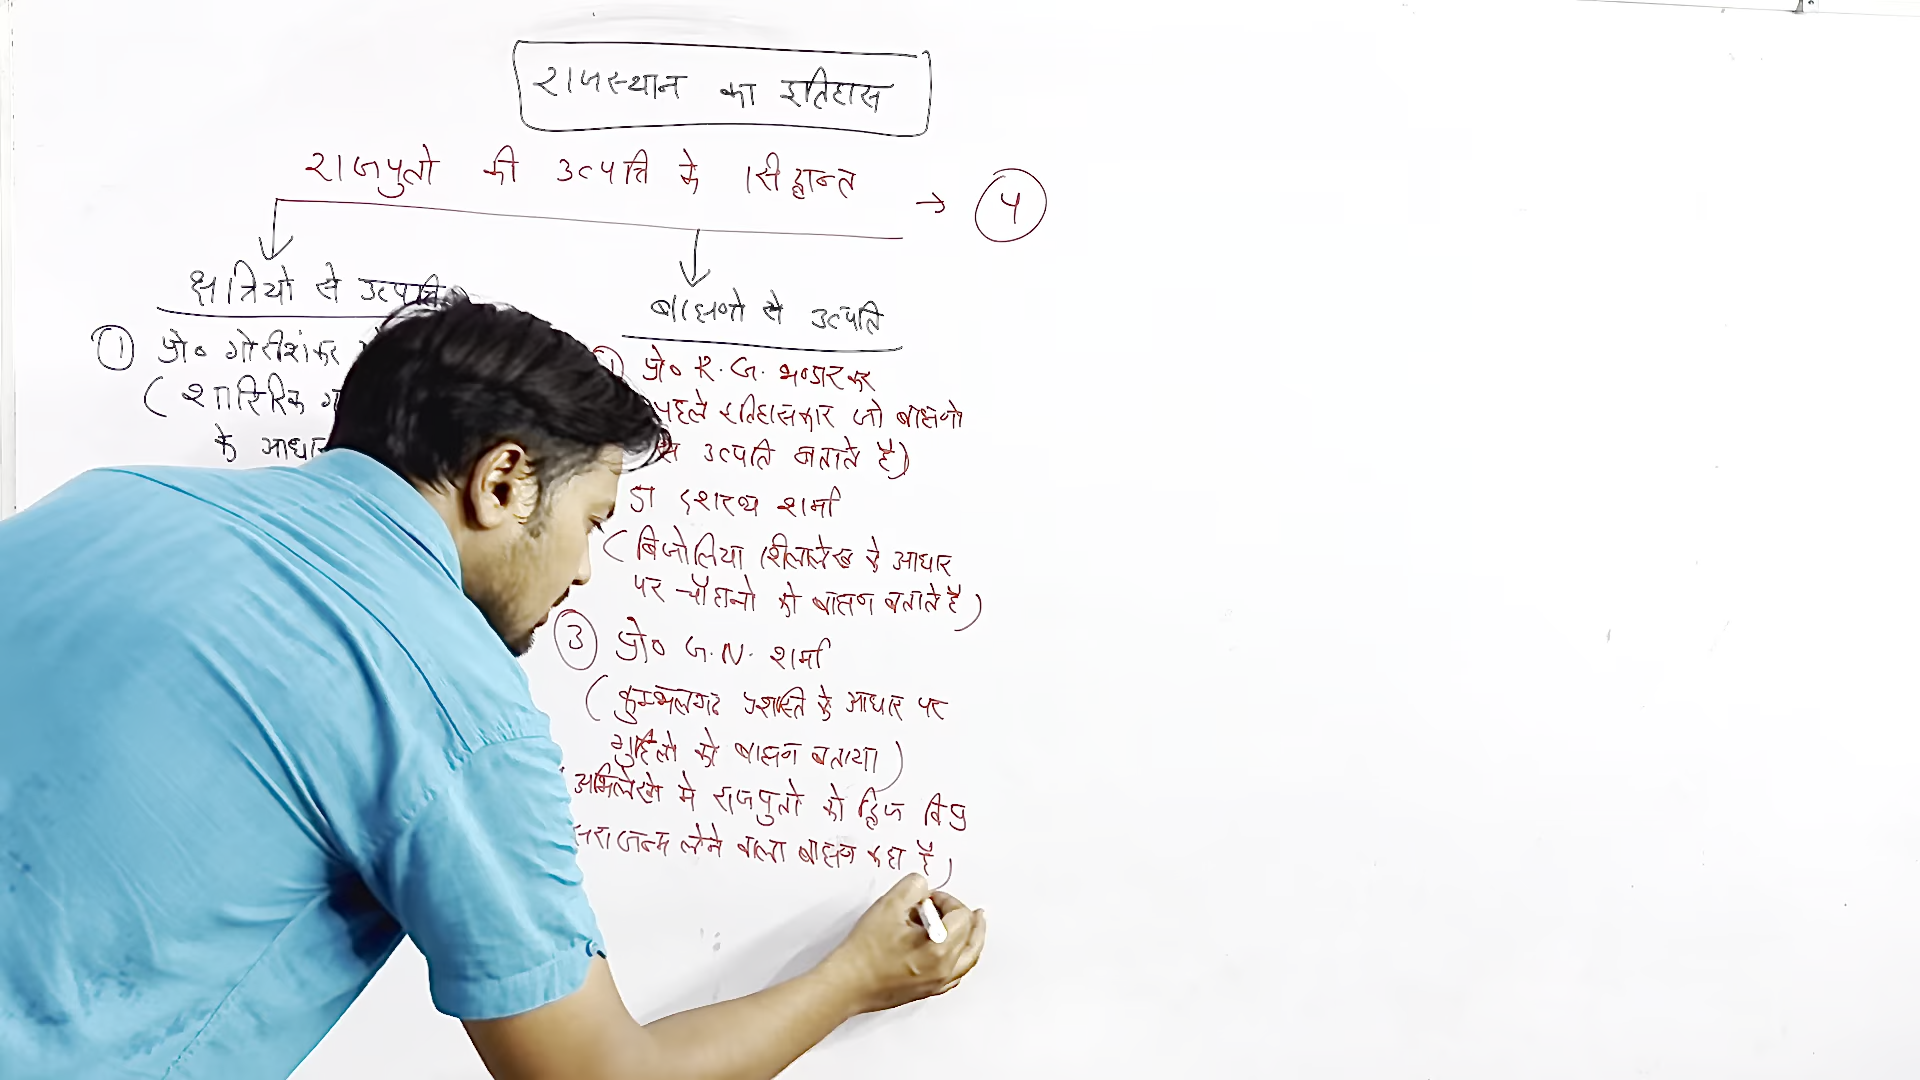 राजस्थान का इतिहास
राजपुतो की उत्पत्ति के सिद्धान्त → 4
क्षत्रियो से उत्पत्ति
① प्रो० गोरीशंकर
(शारिरिक
के आधार
बाह्मणो से उत्पति
प्रो० R. G. भण्डारकर
पहले इतिहासकार जो बाह्मणो
से उत्पति बताते है)
डा दशरथ शर्मा
(बिजोलिया शिलालेख के आधार
पर चौहानो को बाह्मण बताते है)
③ प्रो० G.N. शर्मा
(कुम्भलगढ प्रशस्ति के आधार पर
गुहिलो को बाह्मण बताया)
अभिलेखो मे राजपुतो को द्विज
जन्म लेने वाला बाह्मण कहा है)